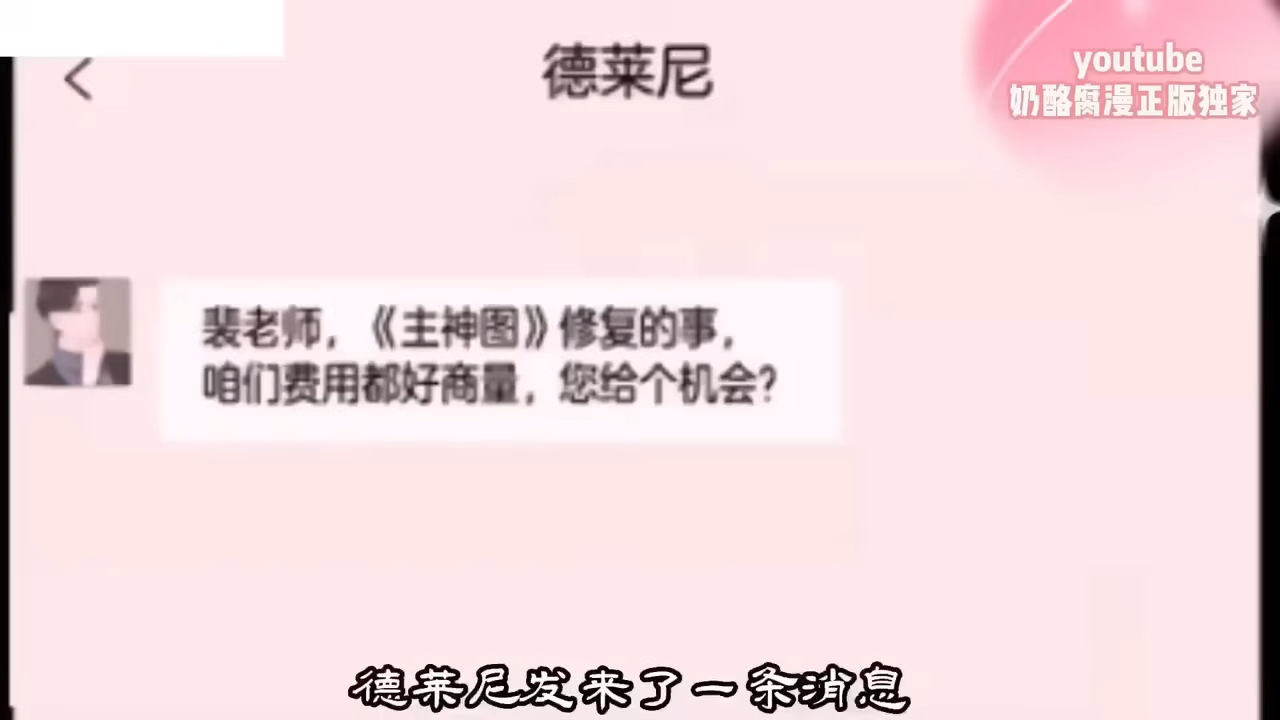 德莱尼
youtube
奶酪腐漫正版独家
裴老师，《主神图》修复的事，
咱们费用都好商量，您给个机会？
德莱尼发来了一条消息